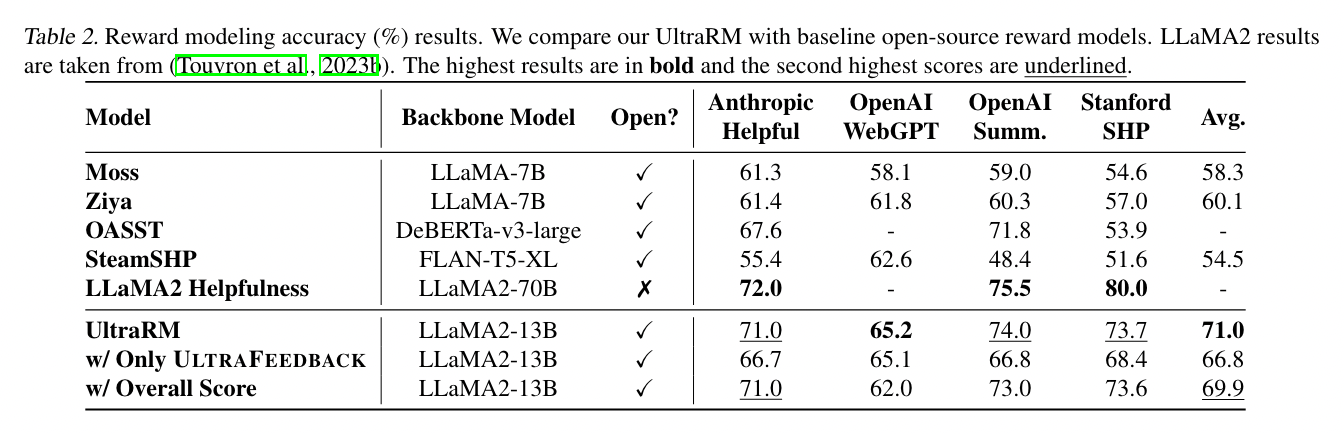 Table 2. Reward modeling accuracy (%) results. We compare our UltraRM with baseline open-source reward models. LLaMA2 results
are taken from (Touvron et al., 2023b). The highest results are in bold and the second highest scores are underlined.
Model Backbone Model Open? Anthropic Helpful OpenAI WebGPT OpenAI Summ. Stanford SHP Avg.
Moss LLaMA-7B ✓ 61.3 58.1 59.0 54.6 58.3
Ziya LLaMA-7B ✓ 61.4 61.8 60.3 57.0 60.1
OASST DeBERTa-v3-large ✓ 67.6 - 71.8 53.9 -
SteamSHP FLAN-T5-XL ✓ 55.4 62.6 48.4 51.6 54.5
LLaMA2 Helpfulness LLaMA2-70B ✗ 72.0 - 75.5 80.0 -
UltraRM LLaMA2-13B ✓ 71.0 65.2 74.0 73.7 71.0
w/ Only ULTRAFEEDBACK LLaMA2-13B ✓ 66.7 65.1 66.8 68.4 66.8
w/ Overall Score LLaMA2-13B ✓ 71.0 62.0 73.0 73.6 69.9